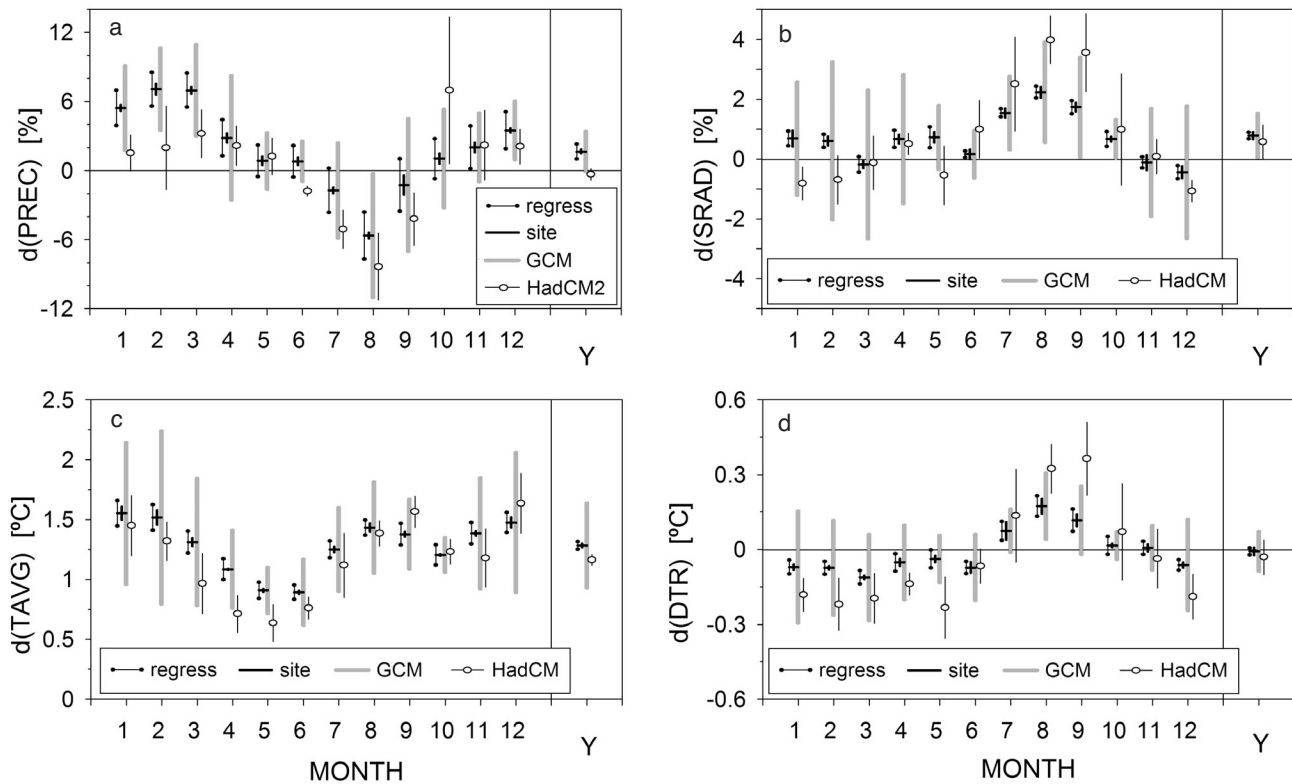 a
d(PREC) [%]
12
6
0
-6
-12
regress
site
GCM
HadCM2
1 2 3 4 5 6 7 8 9 10 11 12
Y
b
d(SRAD) [%]
4
2
0
-2
-4
regress site GCM HadCM
1 2 3 4 5 6 7 8 9 10 11 12
Y
c
d(TAVG) [ºC]
2.5
2
1.5
1
0.5
0
regress site GCM HadCM
1 2 3 4 5 6 7 8 9 10 11 12
Y
MONTH
d
d(DTR) [ºC]
0.6
0.3
0
-0.3
-0.6
regress site GCM HadCM
1 2 3 4 5 6 7 8 9 10 11 12
Y
MONTH